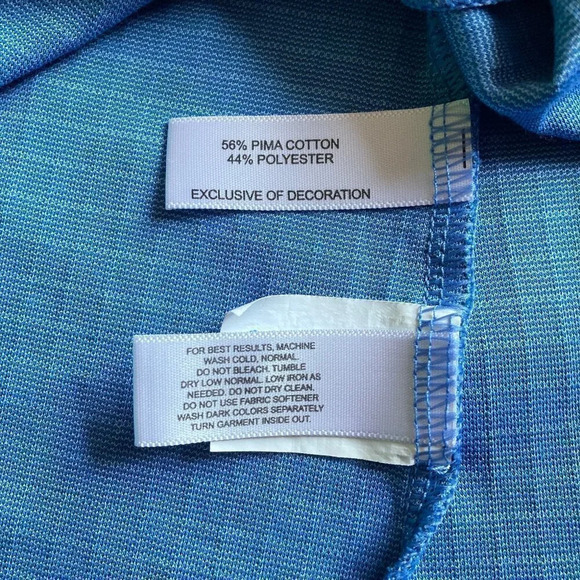 56% PIMA COTTON
44% POLYESTER
EXCLUSIVE OF DECORATION
FOR BEST RESULTS, MACHINE
WASH COLD, NORMAL.
DO NOT BLEACH. TUMBLE
DRY LOW NORMAL. LOW IRON AS
NEEDED. DO NOT DRY CLEAN.
DO NOT USE FABRIC SOFTENER
WASH DARK COLORS SEPARATELY
TURN GARMENT INSIDE OUT.